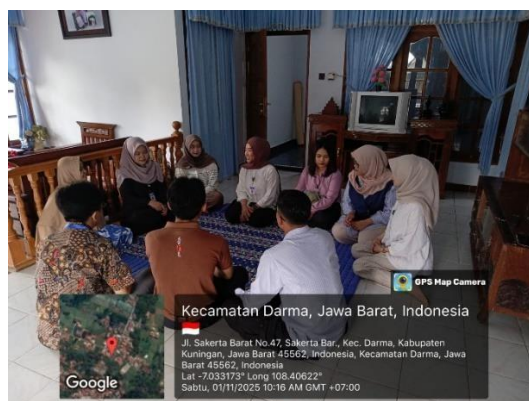 GPS Map Camera
Kecamatan Darma, Jawa Barat, Indonesia
Jl. Sakerta Barat No.47, Sakerta Bar., Kec. Darma, Kabupaten
Kuningan, Jawa Barat 45562, Indonesia, Kecamatan Darma, Jawa
Barat 45562, Indonesia
Lat -7.033173° Long 108.40622°
Sabtu, 01/11/2025 10:16 AM GMT +07:00
Google